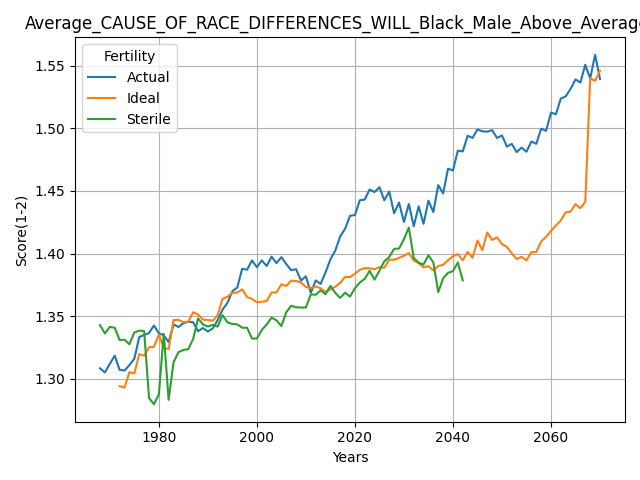 Average_CAUSE_OF_RACE_DIFFERENCES_WILL_Black_Male_Above_Average
Fertility
Actual
Ideal
Sterile
Score(1-2)
1.55
1.50
1.45
1.40
1.35
1.30
1980 2000 2020 2040 2060
Years